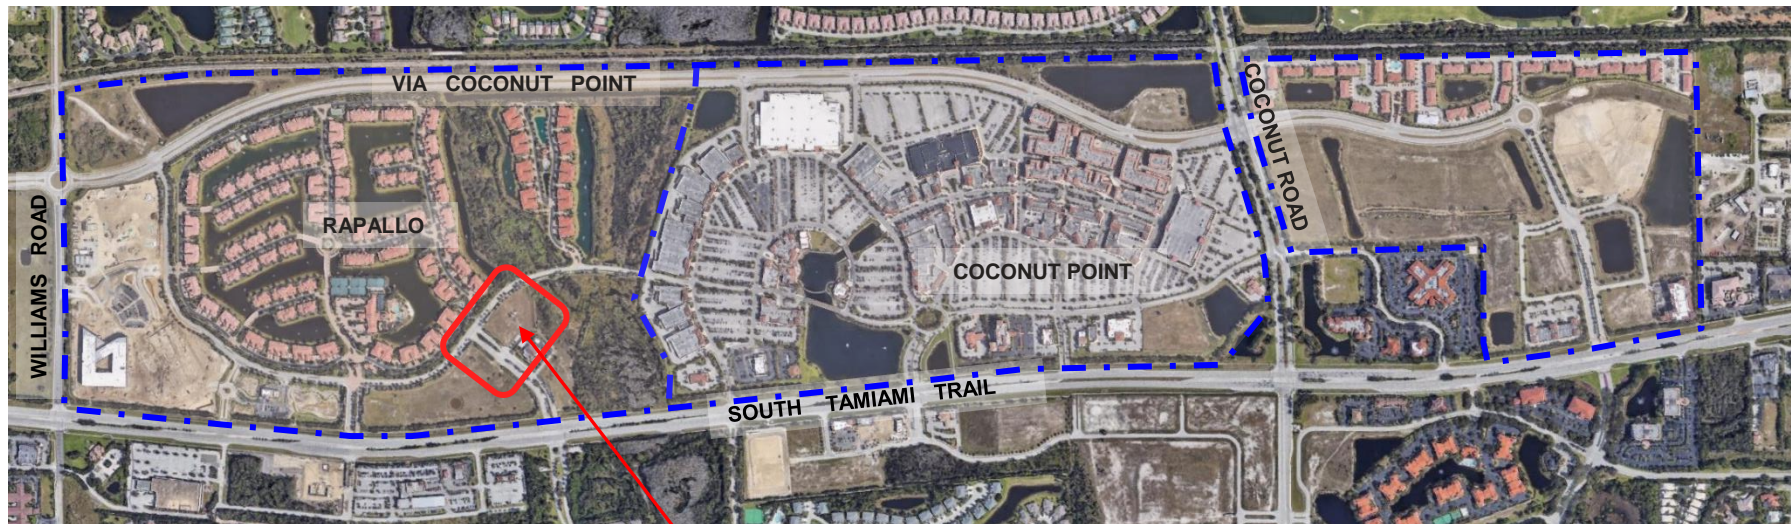 VIA COCONUT POINT
COCONUT ROAD
WILLIAMS ROAD
RAPALLO
COCONUT POINT
SOUTH TAMIAMI TRAIL